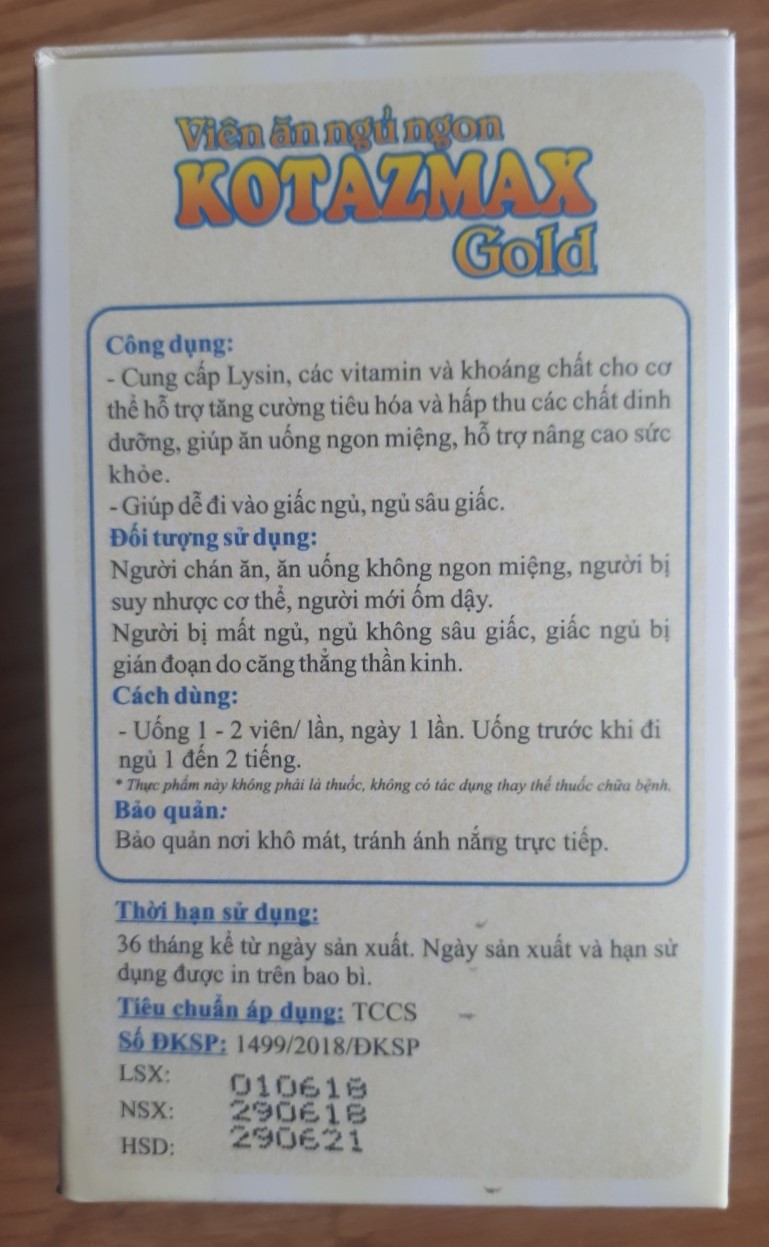 Viên ăn ngủ ngon
KOTAZMAX
Gold
Công dụng:
- Cung cấp Lysin, các vitamin và khoáng chất cho cơ
thể hỗ trợ tăng cường tiêu hóa và hấp thu các chất dinh
dưỡng, giúp ăn uống ngon miệng, hỗ trợ nâng cao sức
khỏe.
- Giúp dễ đi vào giấc ngủ, ngủ sâu giấc.
Đối tượng sử dụng:
Người chán ăn, ăn uống không ngon miệng, người bị
suy nhược cơ thể, người mới ốm dậy.
Người bị mất ngủ, ngủ không sâu giấc, giấc ngủ bị
gián đoạn do căng thẳng thần kinh.
Cách dùng:
- Uống 1 - 2 viên/ lần, ngày 1 lần. Uống trước khi đi
ngủ 1 đến 2 tiếng.
* Thực phẩm này không phải là thuốc, không có tác dụng thay thế thuốc chữa bệnh.
Bảo quản:
Bảo quản nơi khô mát, tránh ánh nắng trực tiếp.
Thời hạn sử dụng:
36 tháng kể từ ngày sản xuất. Ngày sản xuất và hạn sử
dụng được in trên bao bì.
Tiêu chuẩn áp dụng: TCCS
Số ĐKSP: 1499/2018/ĐKSP
LSX: 010618
NSX: 290618
HSD: 290621